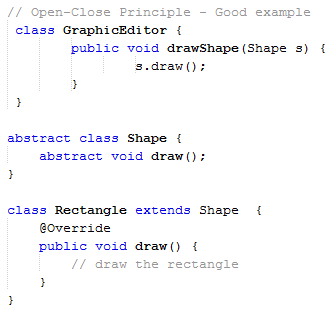 // Open-Close Principle - Good example
class GraphicEditor {
public void drawShape(Shape s) {
s.draw();
}
}
abstract class Shape {
abstract void draw();
}
class Rectangle extends Shape {
@Override
public void draw() {
// draw the rectangle
}
}